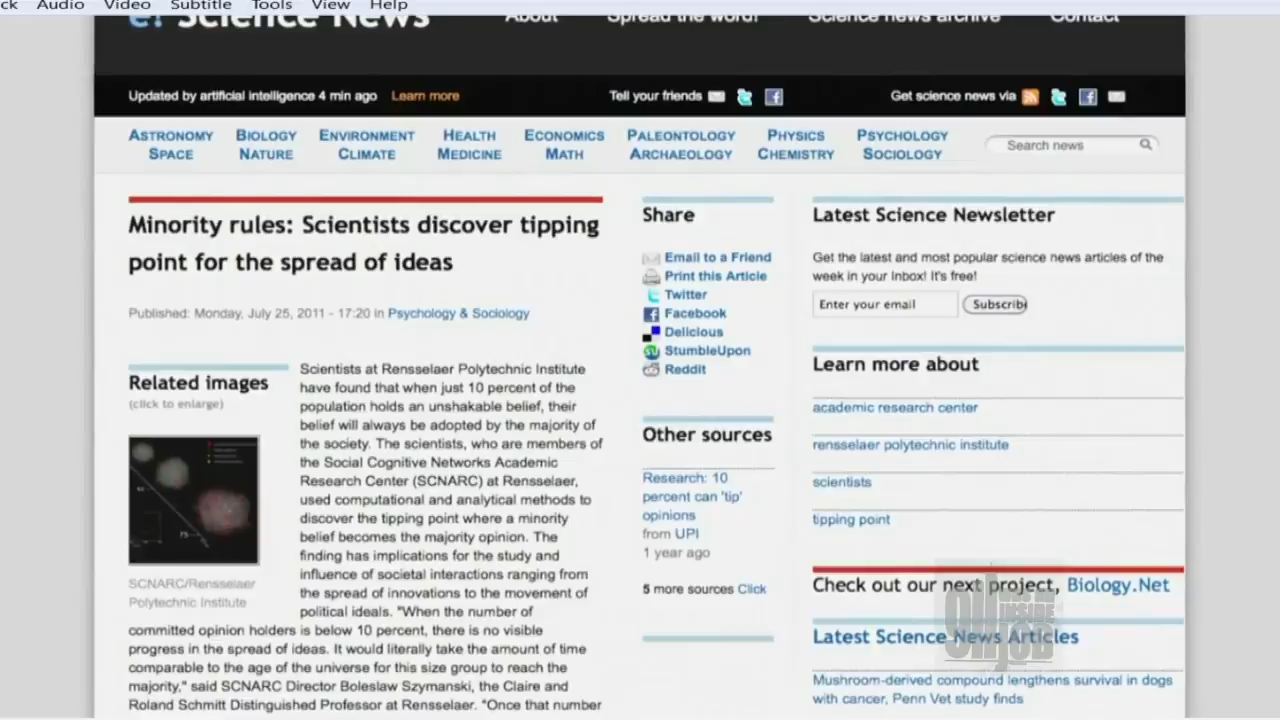 ck Audio Video Subtitle Tools View Help
e! Science News
About Spread the word! Science news archive Contact
Updated by artificial intelligence 4 min ago Learn more
Tell your friends
Get science news via
ASTRONOMY SPACE
BIOLOGY NATURE
ENVIRONMENT CLIMATE
HEALTH MEDICINE
ECONOMICS MATH
PALEONTOLOGY ARCHAEOLOGY
PHYSICS CHEMISTRY
PSYCHOLOGY SOCIOLOGY
Search news
Minority rules: Scientists discover tipping
point for the spread of ideas
Published: Monday, July 25, 2011 - 17:20 in Psychology & Sociology
Related images
(click to enlarge)
SCNARC/Rensselaer
Polytechnic Institute
Scientists at Rensselaer Polytechnic Institute
have found that when just 10 percent of the
population holds an unshakable belief, their
belief will always be adopted by the majority of
the society. The scientists, who are members of
the Social Cognitive Networks Academic
Research Center (SCNARC) at Rensselaer,
used computational and analytical methods to
discover the tipping point where a minority
belief becomes the majority opinion. The
finding has implications for the study and
influence of societal interactions ranging from
the spread of innovations to the movement of
political ideals. "When the number of
committed opinion holders is below 10 percent, there is no visible
progress in the spread of ideas. It would literally take the amount of time
comparable to the age of the universe for this size group to reach the
majority," said SCNARC Director Boleslaw Szymanski, the Claire and
Roland Schmitt Distinguished Professor at Rensselaer. "Once that number
Share
Email to a Friend
Print this Article
Twitter
Facebook
Delicious
StumbleUpon
Reddit
Other sources
Research: 10
percent can 'tip'
opinions
from UPI
1 year ago
5 more sources Click
Latest Science Newsletter
Get the latest and most popular science news articles of the
week in your Inbox! It's free!
Enter your email Subscribe
Learn more about
academic research center
rensselaer polytechnic institute
scientists
tipping point
Check out our next project, Biology.Net
Latest Science News Articles
Mushroom-derived compound lengthens survival in dogs
with cancer, Penn Vet study finds
911
INSIDE
JOB